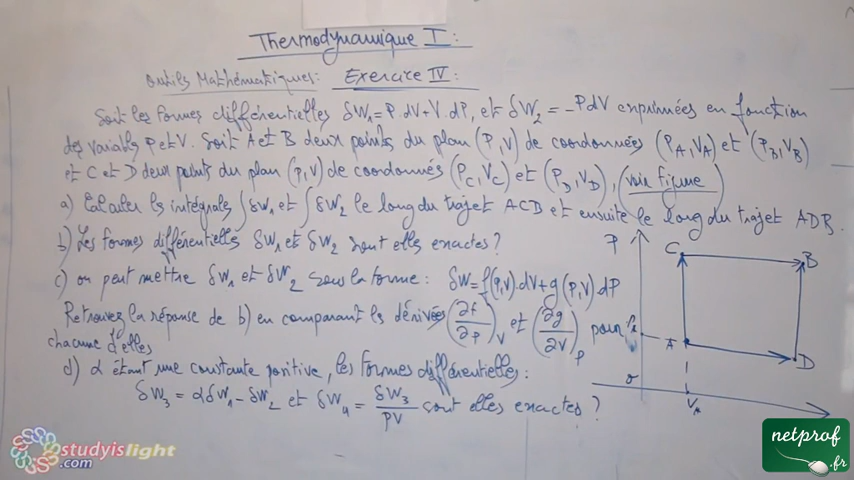 Thermodynamique I:
Outils Mathématiques: Exercice IV:
Soit les formes différentielles δW₁ = P.dV + V.dP, et δW₂ = -PdV exprimées en fonction
des variables P et V. Soit A et B deux points du plan (P,V) de coordonnées (P_A,V_A) et (P_B,V_B)
et C et D deux points du plan (P,V) de coordonnés (P_C,V_C) et (P_D,V_D), (voir figure)
a) Calculer les intégrales ∫δW₁ et ∫δW₂ le long du trajet ACB et ensuite le long du trajet ADB.
b) Les formes différentielles δW₁ et δW₂ sont elles exactes?
c) on peut mettre δW₁ et δW₂ sous la forme: δW = f(P,V).dV + g(P,V).dP
Retrouvez la réponse de b) en comparant les dérivées (∂f/∂P)_V et (∂g/∂V)_P pour
chacune d'elles
d) α étant une constante positive, les formes différentielles:
δW₃ = αδW₁ - δW₂ et δW₄ = δW₃/PV sont elles exactes?
P
C B
A
D
0
V_A
studyislight
.com
netprof
.fr